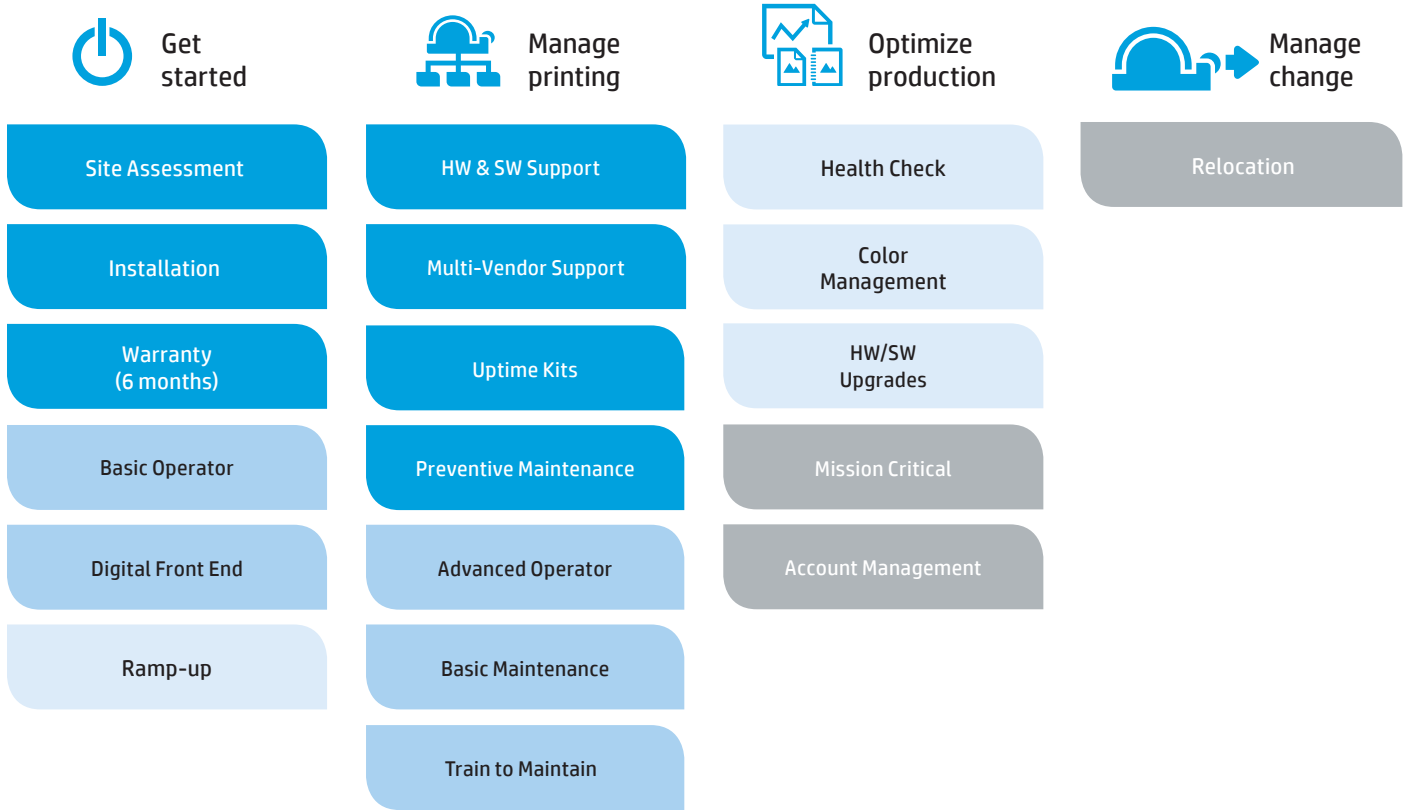 Get
started
Site Assessment
Installation
Warranty
(6 months)
Basic Operator
Digital Front End
Ramp-up
Manage
printing
HW & SW Support
Multi-Vendor Support
Uptime Kits
Preventive Maintenance
Advanced Operator
Basic Maintenance
Train to Maintain
Optimize
production
Health Check
Color
Management
HW/SW
Upgrades
Mission Critical
Account Management
Manage
change
Relocation